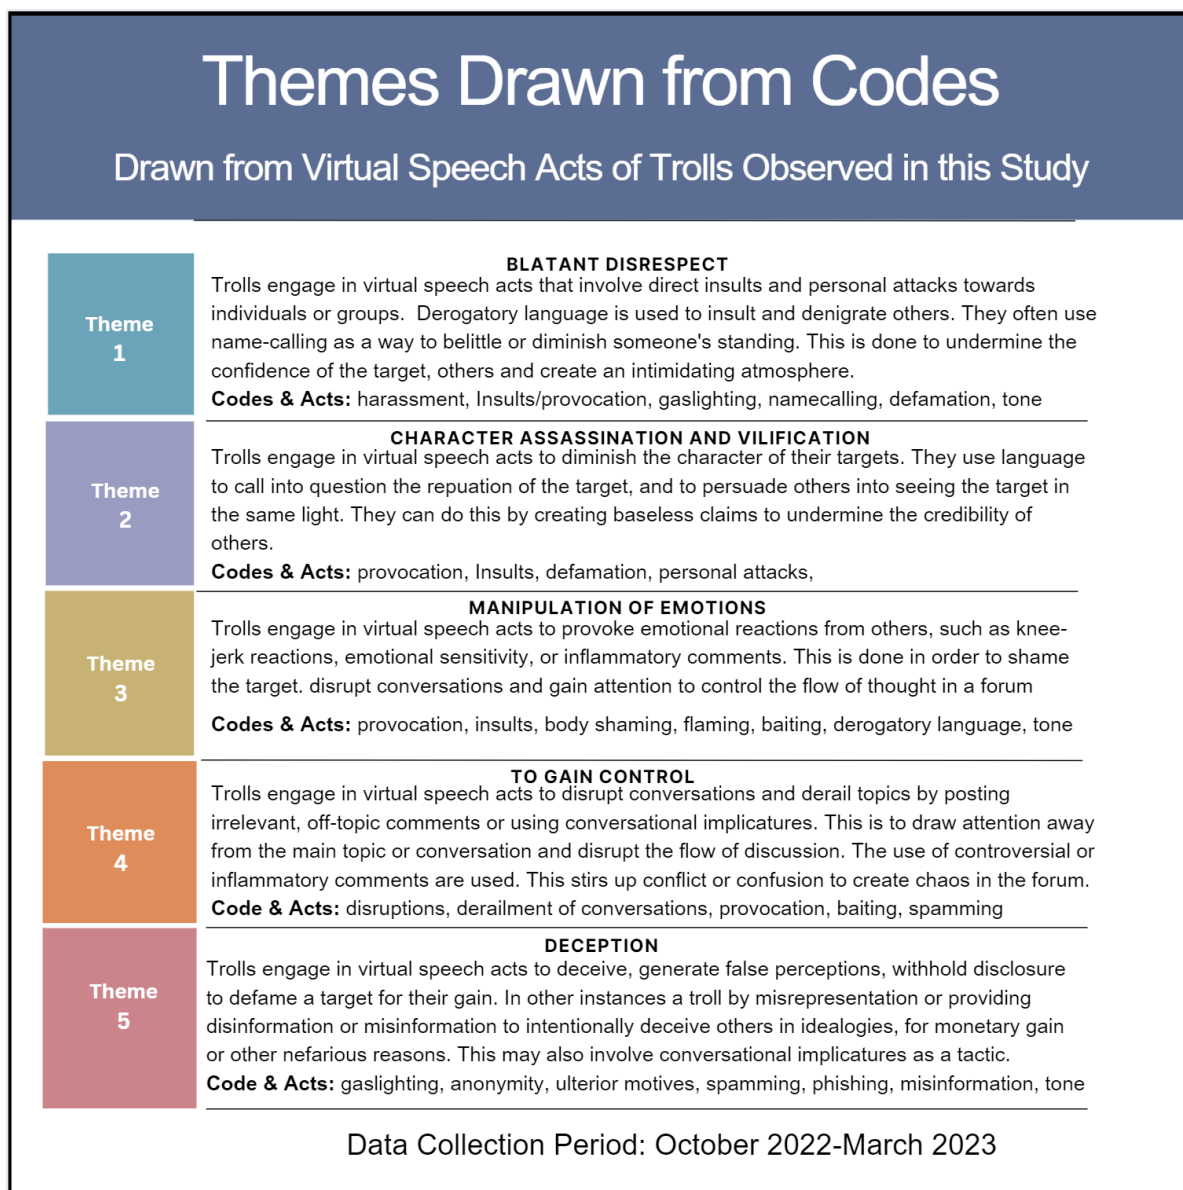 Themes Drawn from Codes
Drawn from Virtual Speech Acts of Trolls Observed in this Study
Theme
1
BLATANT DISRESPECT
Trolls engage in virtual speech acts that involve direct insults and personal attacks towards
individuals or groups.  Derogatory language is used to insult and denigrate others. They often use
name-calling as a way to belittle or diminish someone's standing. This is done to undermine the
confidence of the target, others and create an intimidating atmosphere.
Codes & Acts: harassment, Insults/provocation, gaslighting, namecalling, defamation, tone
Theme
2
CHARACTER ASSASSINATION AND VILIFICATION
Trolls engage in virtual speech acts to diminish the character of their targets. They use language
to call into question the repuation of the target, and to persuade others into seeing the target in
the same light. They can do this by creating baseless claims to undermine the credibility of
others.
Codes & Acts: provocation, Insults, defamation, personal attacks,
Theme
3
MANIPULATION OF EMOTIONS
Trolls engage in virtual speech acts to provoke emotional reactions from others, such as knee-
jerk reactions, emotional sensitivity, or inflammatory comments. This is done in order to shame
the target. disrupt conversations and gain attention to control the flow of thought in a forum
Codes & Acts: provocation, insults, body shaming, flaming, baiting, derogatory language, tone
Theme
4
TO GAIN CONTROL
Trolls engage in virtual speech acts to disrupt conversations and derail topics by posting
irrelevant, off-topic comments or using conversational implicatures. This is to draw attention away
from the main topic or conversation and disrupt the flow of discussion. The use of controversial or
inflammatory comments are used. This stirs up conflict or confusion to create chaos in the forum.
Code & Acts: disruptions, derailment of conversations, provocation, baiting, spamming
Theme
5
DECEPTION
Trolls engage in virtual speech acts to deceive, generate false perceptions, withhold disclosure
to defame a target for their gain. In other instances a troll by misrepresentation or providing
disinformation or misinformation to intentionally deceive others in idealogies, for monetary gain
or other nefarious reasons. This may also involve conversational implicatures as a tactic.
Code & Acts: gaslighting, anonymity, ulterior motives, spamming, phishing, misinformation, tone
Data Collection Period: October 2022-March 2023